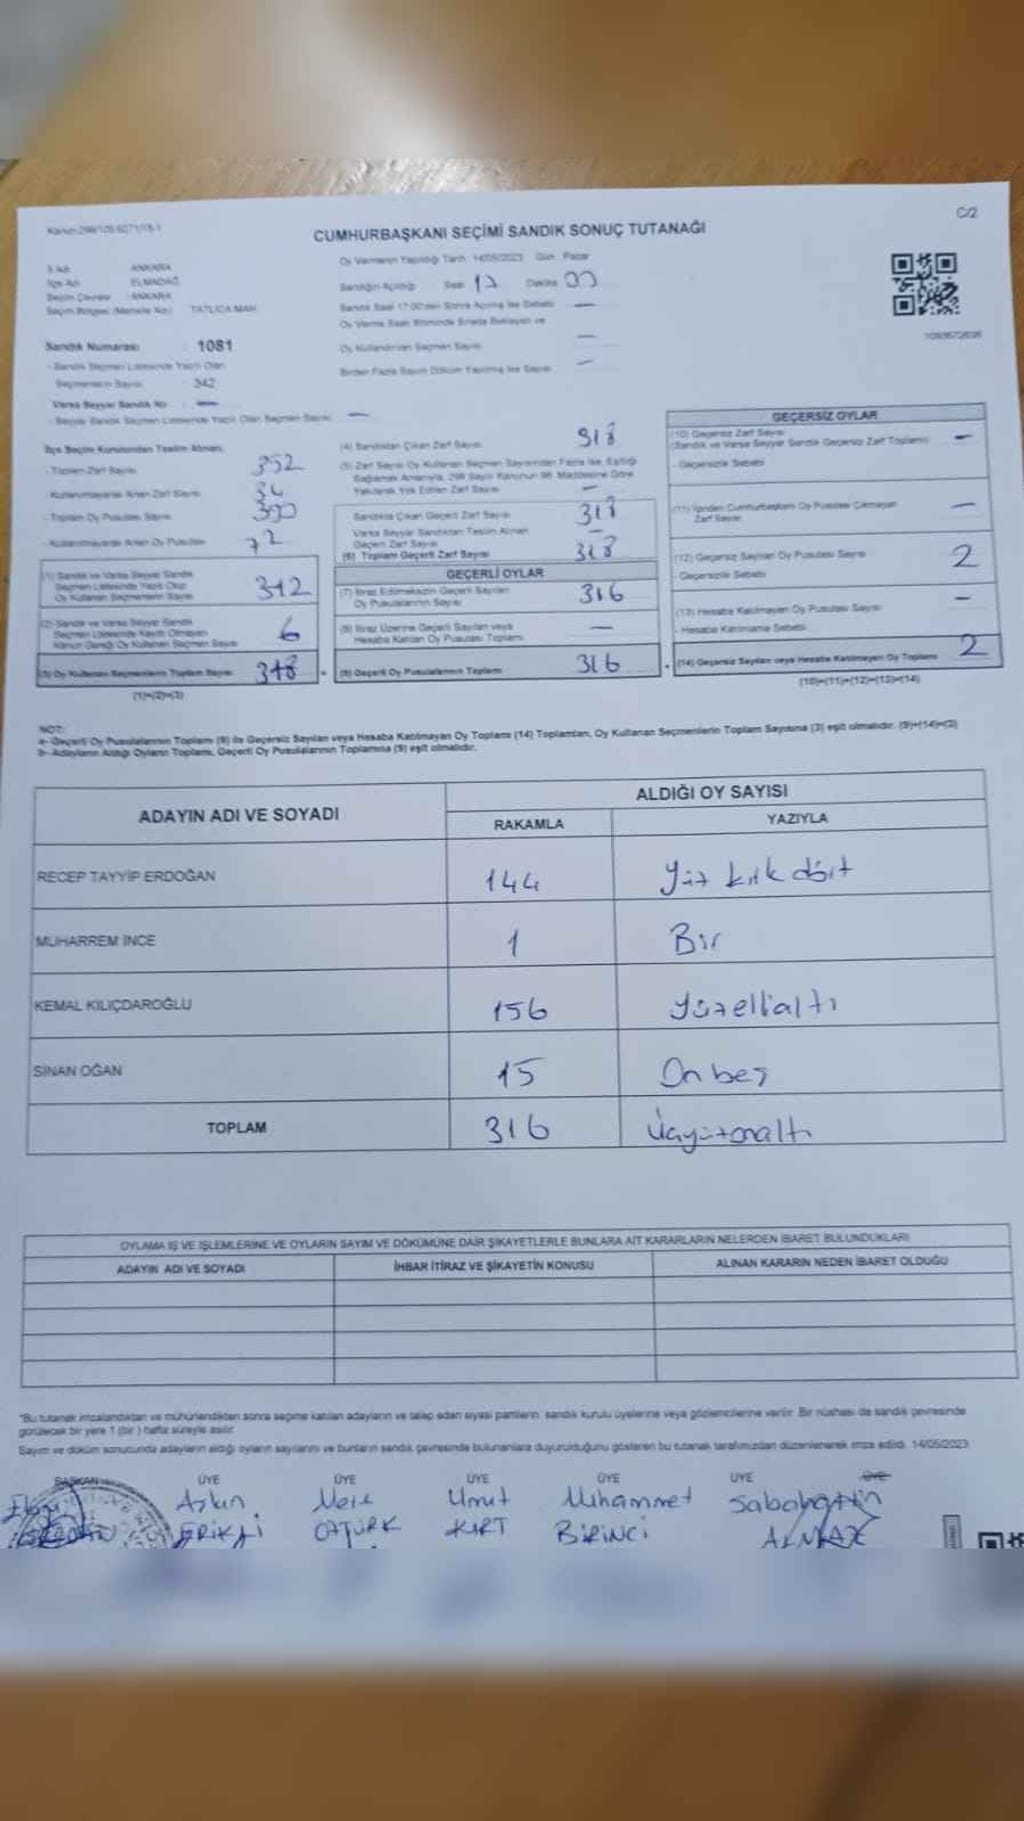 C/2
Kanun:298/105 6271/15-1
CUMHURBAŞKANI SEÇİMİ SANDIK SONUÇ TUTANAĞI
İl Adı ANKARA
İlçe Adı ELMADAĞ
Seçim Çevresi ANKARA
Seçim Bölgesi (Mahalle Adı) TATLICA MAH.
Sandık Numarası : 1081
- Sandık Seçmen Listesinde Yazılı Olan
Seçmenlerin Sayısı 342
Varsa Seyyar Sandık No : —
- Seyyar Sandık Seçmen Listesinde Yazılı Olan Seçmen Sayısı —
Oy Vermenin Yapıldığı Tarih 14/05/2023 Gün Pazar
Sandığın Açıldığı Saat Dakika
Sandık Saat 17:00'den Sonra Açılmış İse Sebebi —
Oy Verme Saati Bitiminde Sırada Bekleyen ve
Oy Kullandırılan Seçmen Sayısı —
Birden Fazla Sayım Döküm Yapılmış İse Sayısı —
İlçe Seçim Kurulundan Teslim Alınan;
- Toplam Zarf Sayısı 352
- Kullanılmayarak Artan Zarf Sayısı 34
- Toplam Oy Pusulası Sayısı
- Kullanılmayarak Artan Oy Pusulası 72
(1) Sandık ve Varsa Seyyar Sandık
Seçmen Listesinde Yazılı Olup
Oy Kullanan Seçmenlerin Sayısı 312
(2) Sandık ve Varsa Seyyar Sandık
Seçmen Listesinde Kayıtlı Olmayan
Kanun Gereği Oy Kullanan Seçmen Sayısı 6
(3) Oy Kullanan Seçmenlerin Toplam Sayısı 318
(1)+(2)=(3)
(4) Sandıktan Çıkan Zarf Sayısı 318
(5) Zarf Sayısı Oy Kullanan Seçmen Sayısından Fazla İse, Eşitliği
Sağlamak Amacıyla, 298 Sayılı Kanunun 98. Maddesine Göre
Yakılarak Yok Edilen Zarf Sayısı —
Sandıkta Çıkan Geçerli Zarf Sayısı 318
Varsa Seyyar Sandıktan Teslim Alınan
Geçerli Zarf Sayısı —
(6) Toplam Geçerli Zarf Sayısı 318
GEÇERLİ OYLAR
(7) İtiraz Edilmeksizin Geçerli Sayılan
Oy Pusulalarının Sayısı 316
(8) İtiraz Üzerine Geçerli Sayılan veya
Hesaba Katılan Oy Pusulası Toplamı —
(9) Geçerli Oy Pusulalarının Toplamı 316
GEÇERSİZ OYLAR
(10) Geçersiz Zarf Sayısı
(Sandık ve Varsa Seyyar Sandık Geçersiz Zarf Toplamı) —
- Geçersizlik Sebebi
(11) İçinden Cumhurbaşkanı Oy Pusulası Çıkmayan
Zarf Sayısı —
(12) Geçersiz Sayılan Oy Pusulası Sayısı 2
- Geçersizlik Sebebi
(13) Hesaba Katılmayan Oy Pusulası Sayısı —
- Hesaba Katılmama Sebebi
(14) Geçersiz Sayılan veya Hesaba Katılmayan Oy Toplamı 2
(10)+(11)+(12)+(13)=(14)
NOT:
a- Geçerli Oy Pusulalarının Toplamı (9) ile Geçersiz Sayılan veya Hesaba Katılmayan Oy Toplamı (14) Toplamları, Oy Kullanan Seçmenlerin Toplam Sayısına (3) eşit olmalıdır. (9)+(14)=(3)
b- Adayların Aldığı Oyların Toplamı, Geçerli Oy Pusulalarının Toplamına (9) eşit olmalıdır.
ADAYIN ADI VE SOYADI
ALDIĞI OY SAYISI
RAKAMLA YAZIYLA
RECEP TAYYİP ERDOĞAN 144 Yüz kırk dört
MUHARREM İNCE 1 Bir
KEMAL KILIÇDAROĞLU 156 Yüzellialtı
SİNAN OĞAN 15 On beş
TOPLAM 316 Üçyüzonaltı
OYLAMA İŞ VE İŞLEMLERİNE VE OYLARIN SAYIM VE DÖKÜMÜNE DAİR ŞİKAYETLERLE BUNLARA AİT KARARLARIN NELERDEN İBARET BULUNDUKLARI
ADAYIN ADI VE SOYADI İHBAR İTİRAZ VE ŞİKAYETİN KONUSU ALINAN KARARIN NEDEN İBARET OLDUĞU
*Bu tutanak imzalandıktan ve mühürlendikten sonra seçime katılan adayların ve talep eden siyasi partilerin sandık kurulu üyelerine veya gözlemcilerine verilir. Bir nüshası da sandık çevresinde
görülecek bir yere 1 (bir) hafta süreyle asılır.
Sayım ve döküm sonucunda adayların aldığı oyların sayılarını ve bunların sandık çevresinde bulunanlara duyurulduğunu gösteren bu tutanak tarafımızdan düzenlenerek imza edildi. 14/05/2023
BAŞKAN ÜYE ÜYE ÜYE ÜYE ÜYE ÜYE
Mert Umut Muhammet Sabahattin
KURT BİRİNCİ